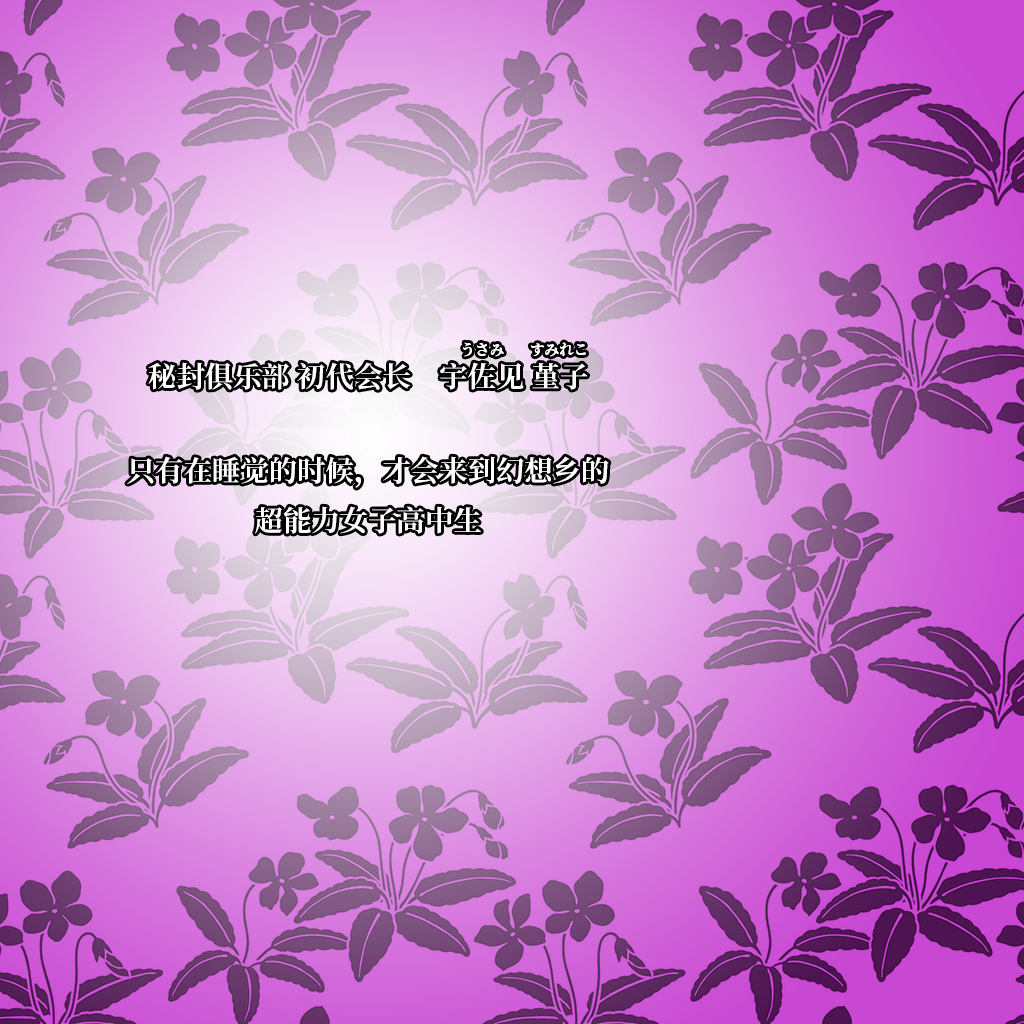 うさみ すみれこ
秘封俱乐部 初代会长　宇佐见 堇子
只有在睡觉的时候，才会来到幻想乡的
超能力女子高中生